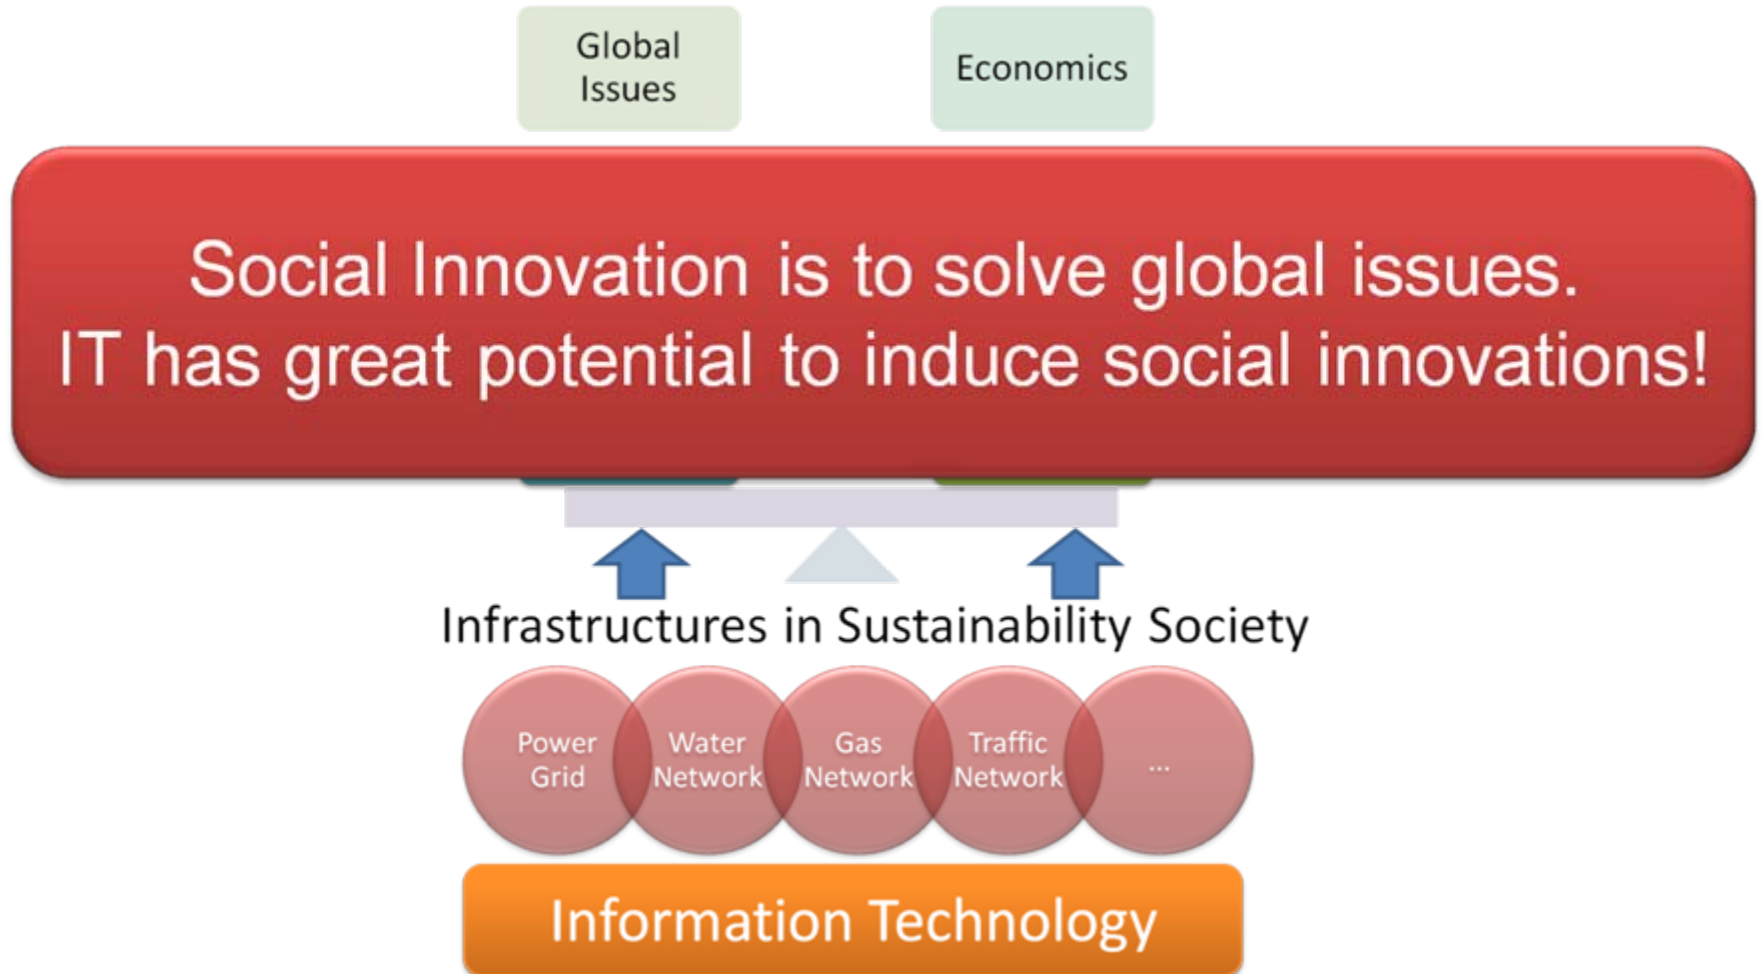 Global
Issues
Economics
Social Innovation is to solve global issues.
IT has great potential to induce social innovations!
Infrastructures in Sustainability Society
Power
Grid
Water
Network
Gas
Network
Traffic
Network
...
Information Technology